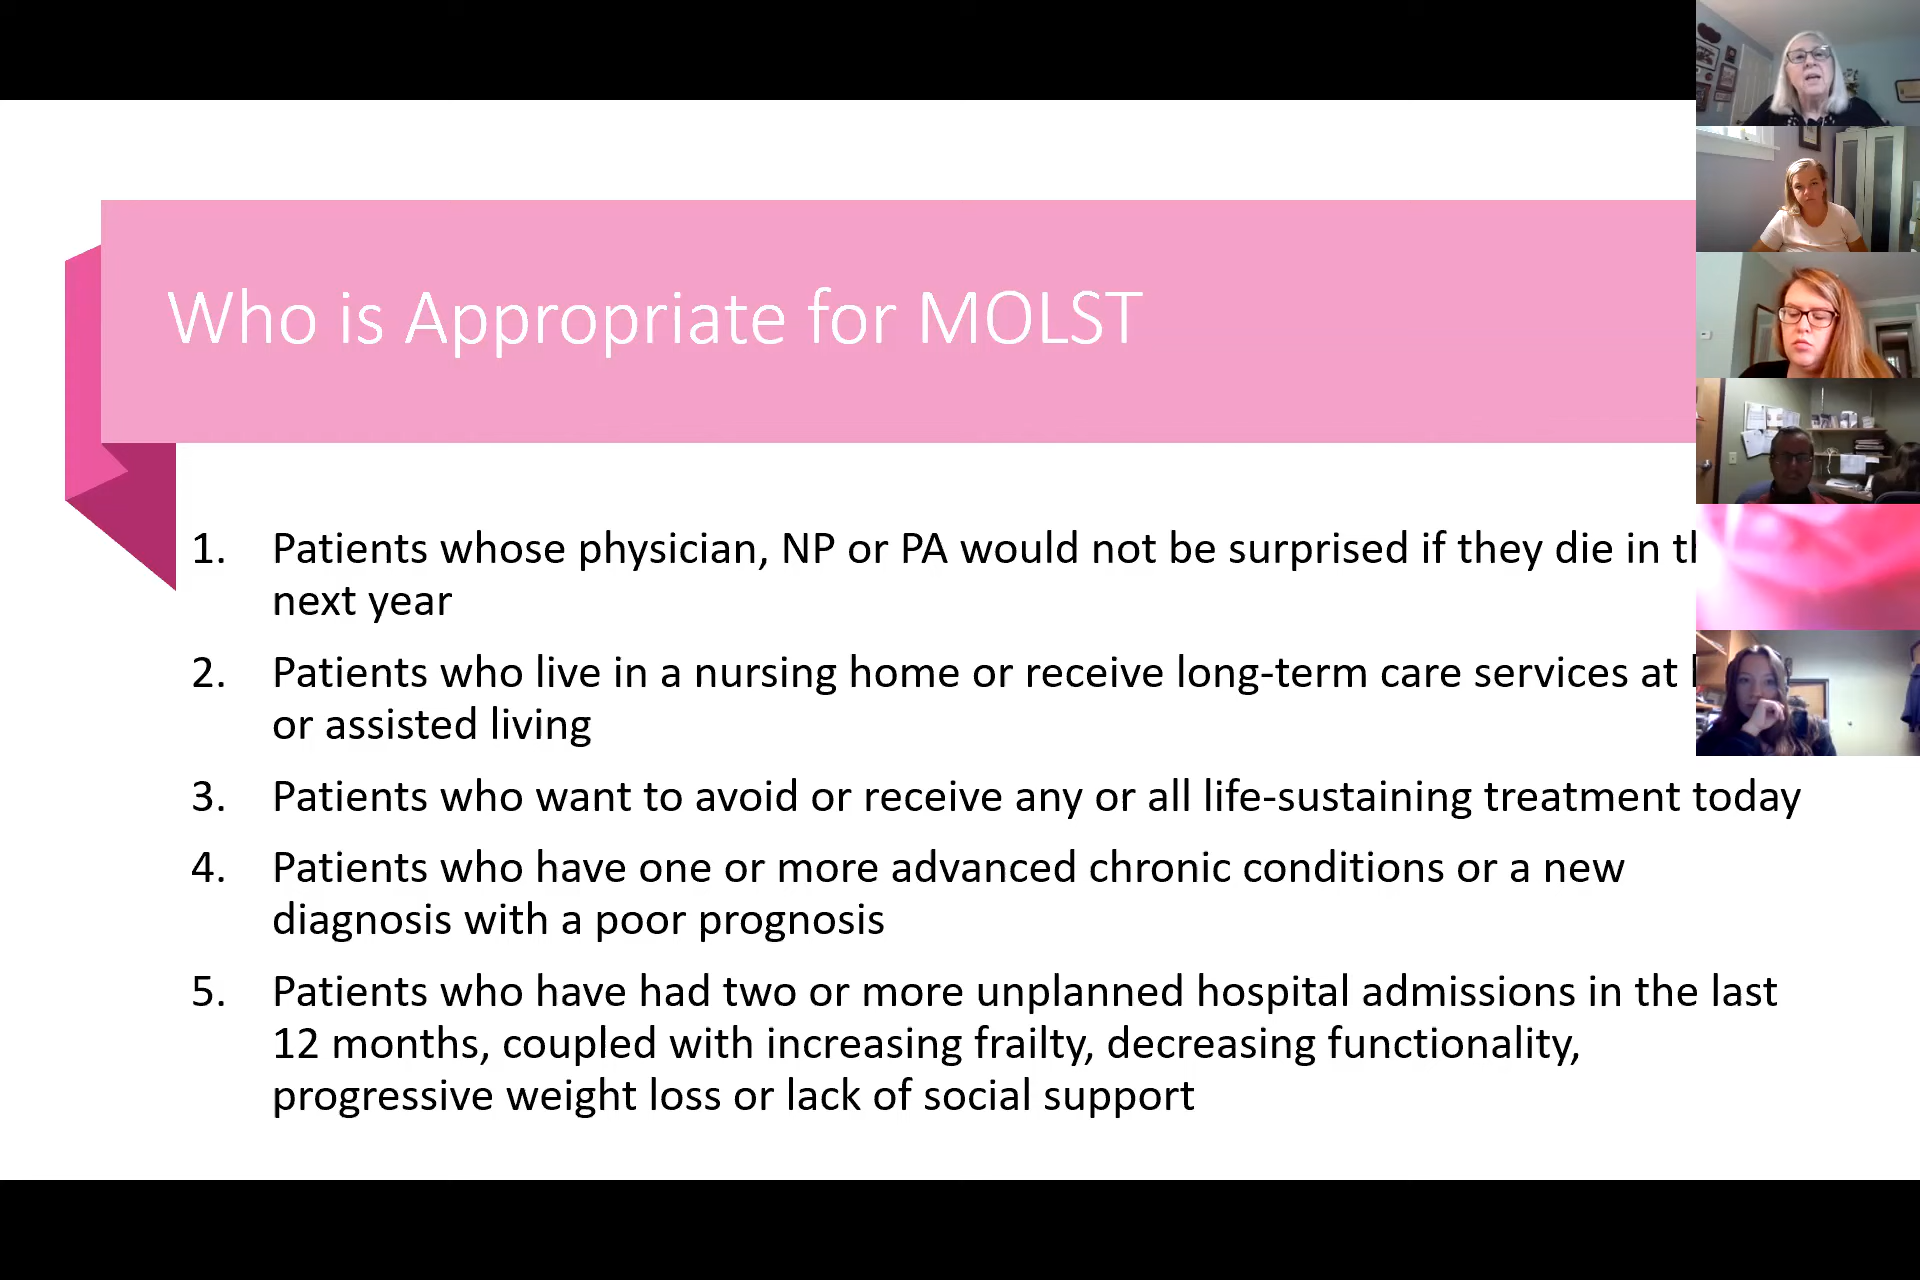 Who is Appropriate for MOLST
1. Patients whose physician, NP or PA would not be surprised if they die in
next year
2. Patients who live in a nursing home or receive long-term care services at
or assisted living
3. Patients who want to avoid or receive any or all life-sustaining treatment today
4. Patients who have one or more advanced chronic conditions or a new
diagnosis with a poor prognosis
5. Patients who have had two or more unplanned hospital admissions in the last
12 months, coupled with increasing frailty, decreasing functionality,
progressive weight loss or lack of social support